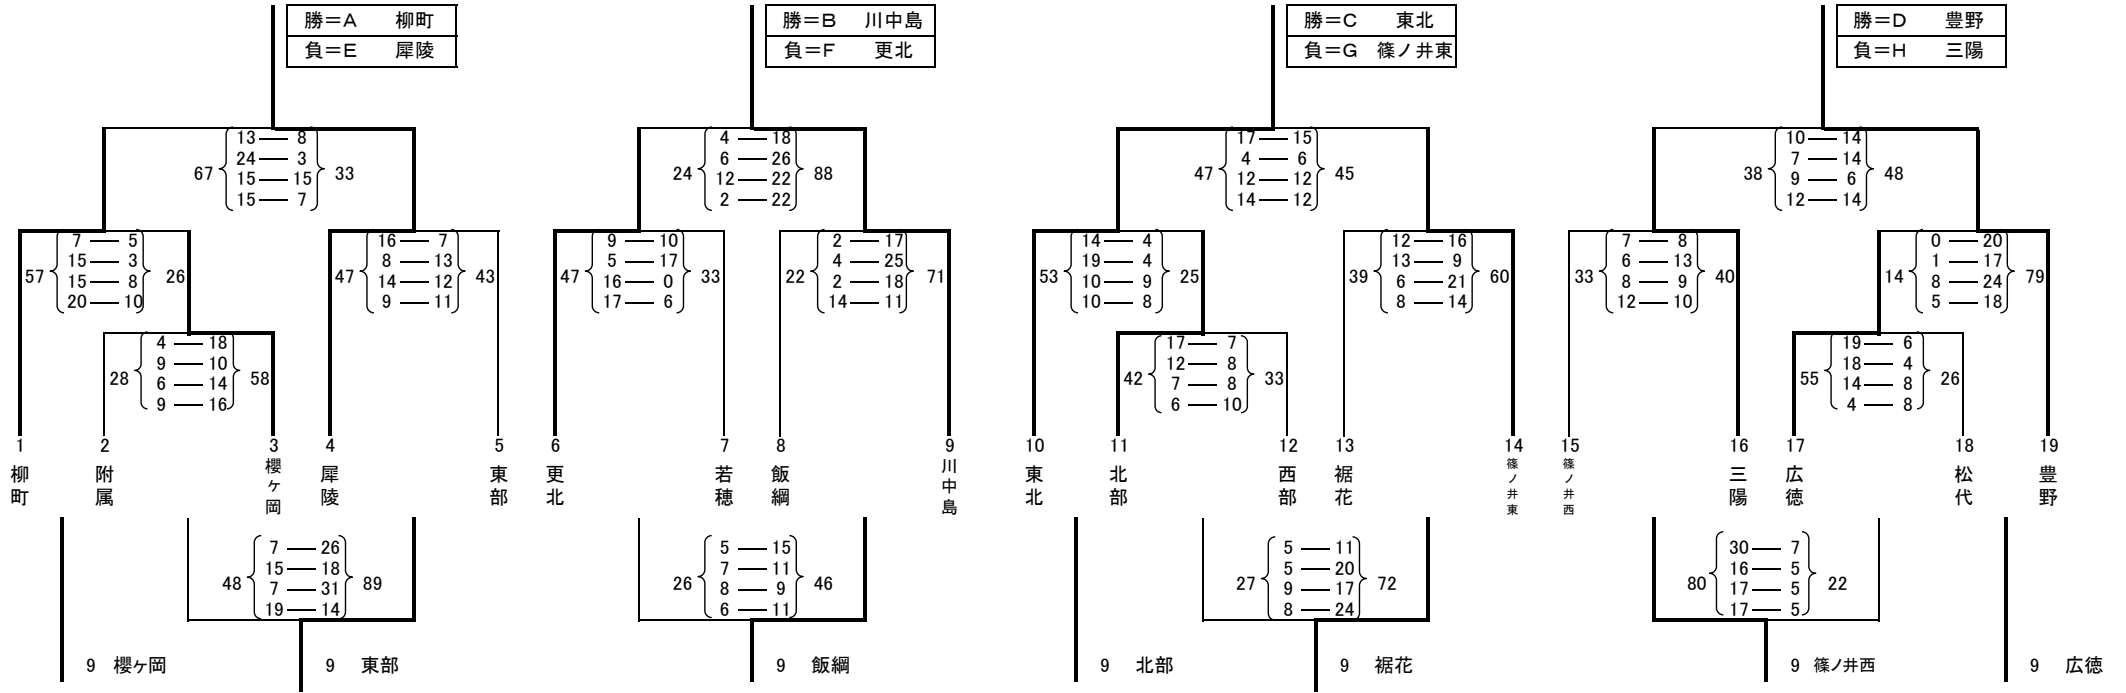 勝=A 柳町
負=E 犀陵
勝=B 川中島
負=F 更北
勝=C 東北
負=G 篠ノ井東
勝=D 豊野
負=H 三陽
67 33
13 — 8
24 — 3
15 — 15
15 — 7
24 88
4 — 18
6 — 26
12 — 22
2 — 22
47 45
17 — 15
4 — 6
12 — 12
14 — 12
38 48
10 — 14
7 — 14
9 — 6
12 — 14
57 26
7 — 5
15 — 3
15 — 8
20 — 10
47 43
16 — 7
8 — 13
14 — 12
9 — 11
47 33
9 — 10
5 — 17
16 — 0
17 — 6
22 71
2 — 17
4 — 25
2 — 18
14 — 11
53 25
14 — 4
19 — 4
10 — 9
10 — 8
39 60
12 — 16
13 — 9
6 — 21
8 — 14
33 40
7 — 8
6 — 13
8 — 9
12 — 10
14 79
0 — 20
1 — 17
8 — 24
5 — 18
28 58
4 — 18
9 — 10
6 — 14
9 — 16
42 33
17 — 7
12 — 8
7 — 8
6 — 10
55 26
19 — 6
18 — 4
14 — 8
4 — 8
1 柳町
2 附属
3 櫻ヶ岡
4 犀陵
5 東部
6 更北
7 若穂
8 飯綱
9 川中島
10 東北
11 北部
12 西部
13 裾花
14 篠ノ井東
15 篠ノ井西
16 三陽
17 広徳
18 松代
19 豊野
48 89
7 — 26
15 — 18
7 — 31
19 — 14
26 46
5 — 15
7 — 11
8 — 9
6 — 11
27 72
5 — 11
5 — 20
9 — 17
8 — 24
80 22
30 — 7
16 — 5
17 — 5
17 — 5
9 櫻ヶ岡
9 東部
9 飯綱
9 北部
9 裾花
9 篠ノ井西
9 広徳